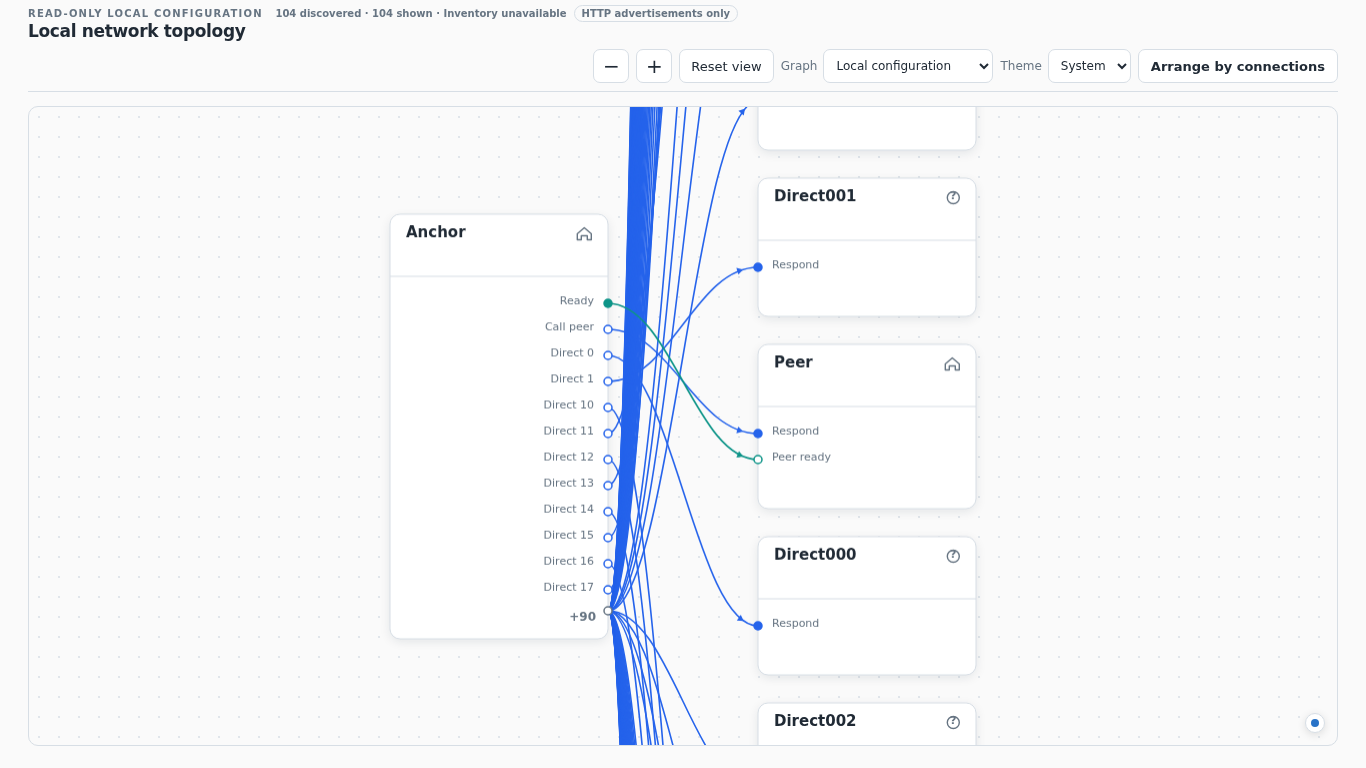 READ-ONLY LOCAL CONFIGURATION 104 discovered · 104 shown · Inventory unavailable HTTP advertisements only
Local network topology
− + Reset view Graph Local configuration Theme System Arrange by connections
Direct001 ?
Respond
Anchor
Ready
Call peer
Direct 0
Direct 1
Direct 10
Direct 11
Direct 12
Direct 13
Direct 14
Direct 15
Direct 16
Direct 17
+90
Peer
Respond
Peer ready
Direct000 ?
Respond
Direct002 ?